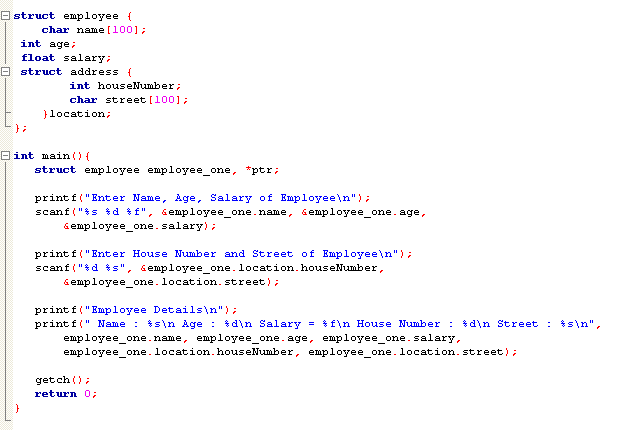 struct employee {
    char name[100];
 int age;
 float salary;
 struct address {
        int houseNumber;
        char street[100];
    }location;
};

int main(){
   struct employee employee_one, *ptr;

   printf("Enter Name, Age, Salary of Employee\n");
   scanf("%s %d %f", &employee_one.name, &employee_one.age,
       &employee_one.salary);

   printf("Enter House Number and Street of Employee\n");
   scanf("%d %s", &employee_one.location.houseNumber,
       &employee_one.location.street);

   printf("Employee Details\n");
   printf(" Name : %s\n Age : %d\n Salary = %f\n House Number : %d\n Street : %s\n",
       employee_one.name, employee_one.age, employee_one.salary,
       employee_one.location.houseNumber, employee_one.location.street);

   getch();
   return 0;
}